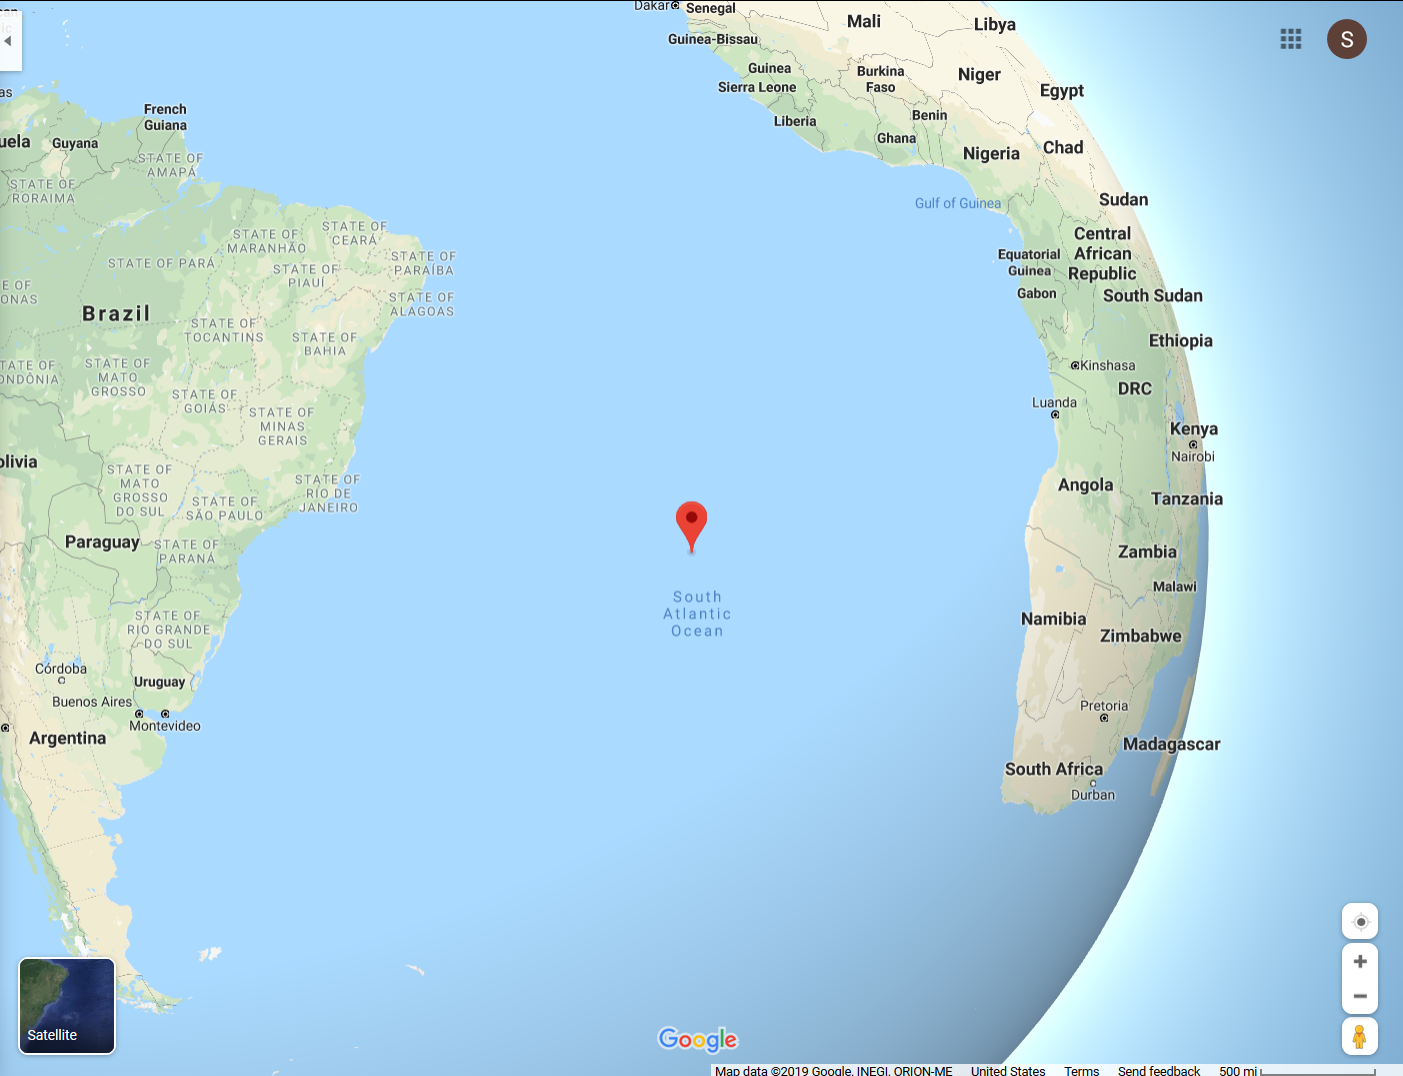 Dakar
Senegal
Mali
Libya
S
Guinea-Bissau
Guinea
Sierra Leone
Burkina
Faso
Niger
Egypt
Liberia
Benin
Ghana
Nigeria
Chad
French
Guiana
Guyana
STATE OF
AMAPÁ
STATE OF
RORAIMA
Sudan
Gulf of Guinea
STATE OF
MARANHÃO
STATE OF
CEARÁ
STATE OF
PARAÍBA
STATE OF PARÁ
STATE OF
PIAUÍ
STATE OF
ALAGOAS
Central
African
Republic
Equatorial
Guinea
Gabon
South Sudan
Brazil
STATE OF
TOCANTINS
STATE OF
BAHIA
Ethiopia
STATE OF
MATO
GROSSO
Kinshasa
DRC
STATE OF
GOIÁS
STATE OF
MINAS
GERAIS
Luanda
Kenya
Nairobi
STATE OF
MATO
GROSSO
DO SUL
STATE OF
RIO DE
JANEIRO
STATE OF
SÃO PAULO
Angola
Tanzania
Paraguay
STATE OF
PARANÁ
Zambia
Malawi
South
Atlantic
Ocean
STATE OF
RIO GRANDE
DO SUL
Namibia
Zimbabwe
Córdoba
Uruguay
Buenos Aires
Montevideo
Argentina
Pretoria
Madagascar
South Africa
Durban
Satellite
Google
Map data ©2019 Google, INEGI, ORION-ME United States Terms Send feedback 500 mi